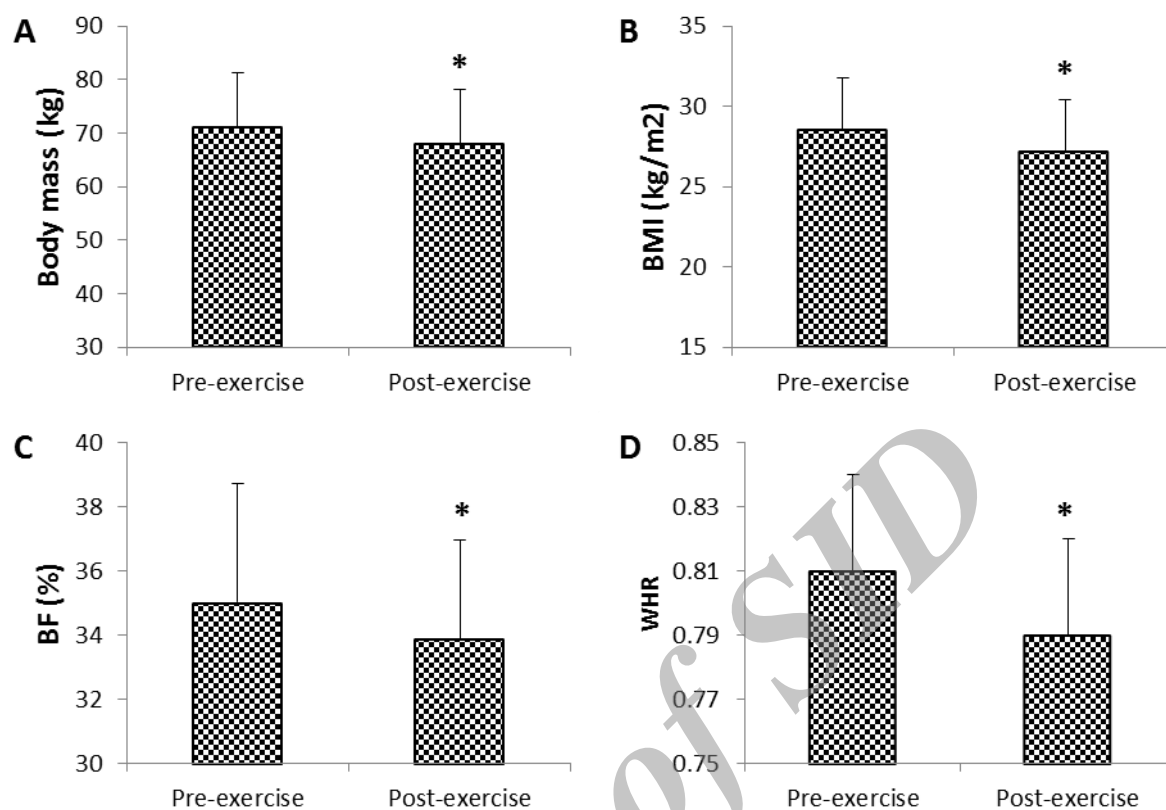 A
Body mass (kg)
90
80
70
60
50
40
30
*
Pre-exercise
Post-exercise
B
BMI (kg/m2)
35
30
25
20
15
*
Pre-exercise
Post-exercise
C
BF (%)
40
38
36
34
32
30
*
Pre-exercise
Post-exercise
D
WHR
0.85
0.83
0.81
0.79
0.77
0.75
*
Pre-exercise
Post-exercise
of SID